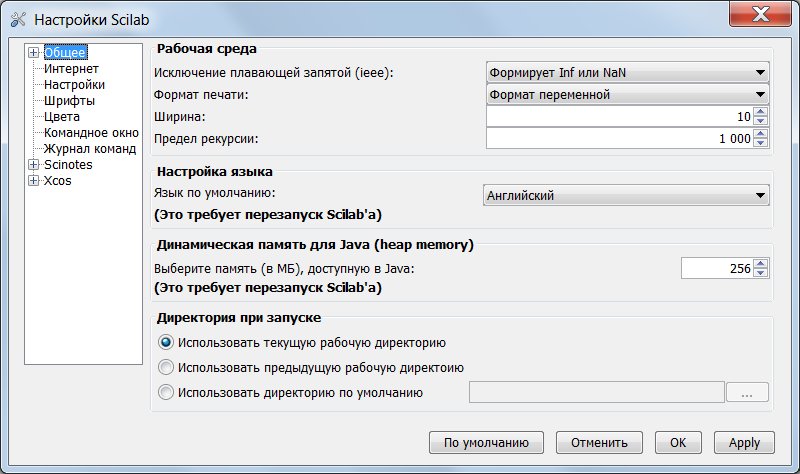 Настройки Scilab
Общее
Интернет
Настройки
Шрифты
Цвета
Командное окно
Журнал команд
Scinotes
Xcos
Рабочая среда
Исключение плавающей запятой (ieee):
Формирует Inf или NaN
Формат печати:
Формат переменной
Ширина:
10
Предел рекурсии:
1 000
Настройка языка
Язык по умолчанию:
Английский
(Это требует перезапуск Scilab'а)
Динамическая память для Java (heap memory)
Выберите память (в МБ), доступную в Java:
256
(Это требует перезапуск Scilab'а)
Директория при запуске
Использовать текущую рабочую директорию
Использовать предыдущую рабочую директоию
Использовать директорию по умолчанию
...
По умолчанию
Отменить
OK
Apply